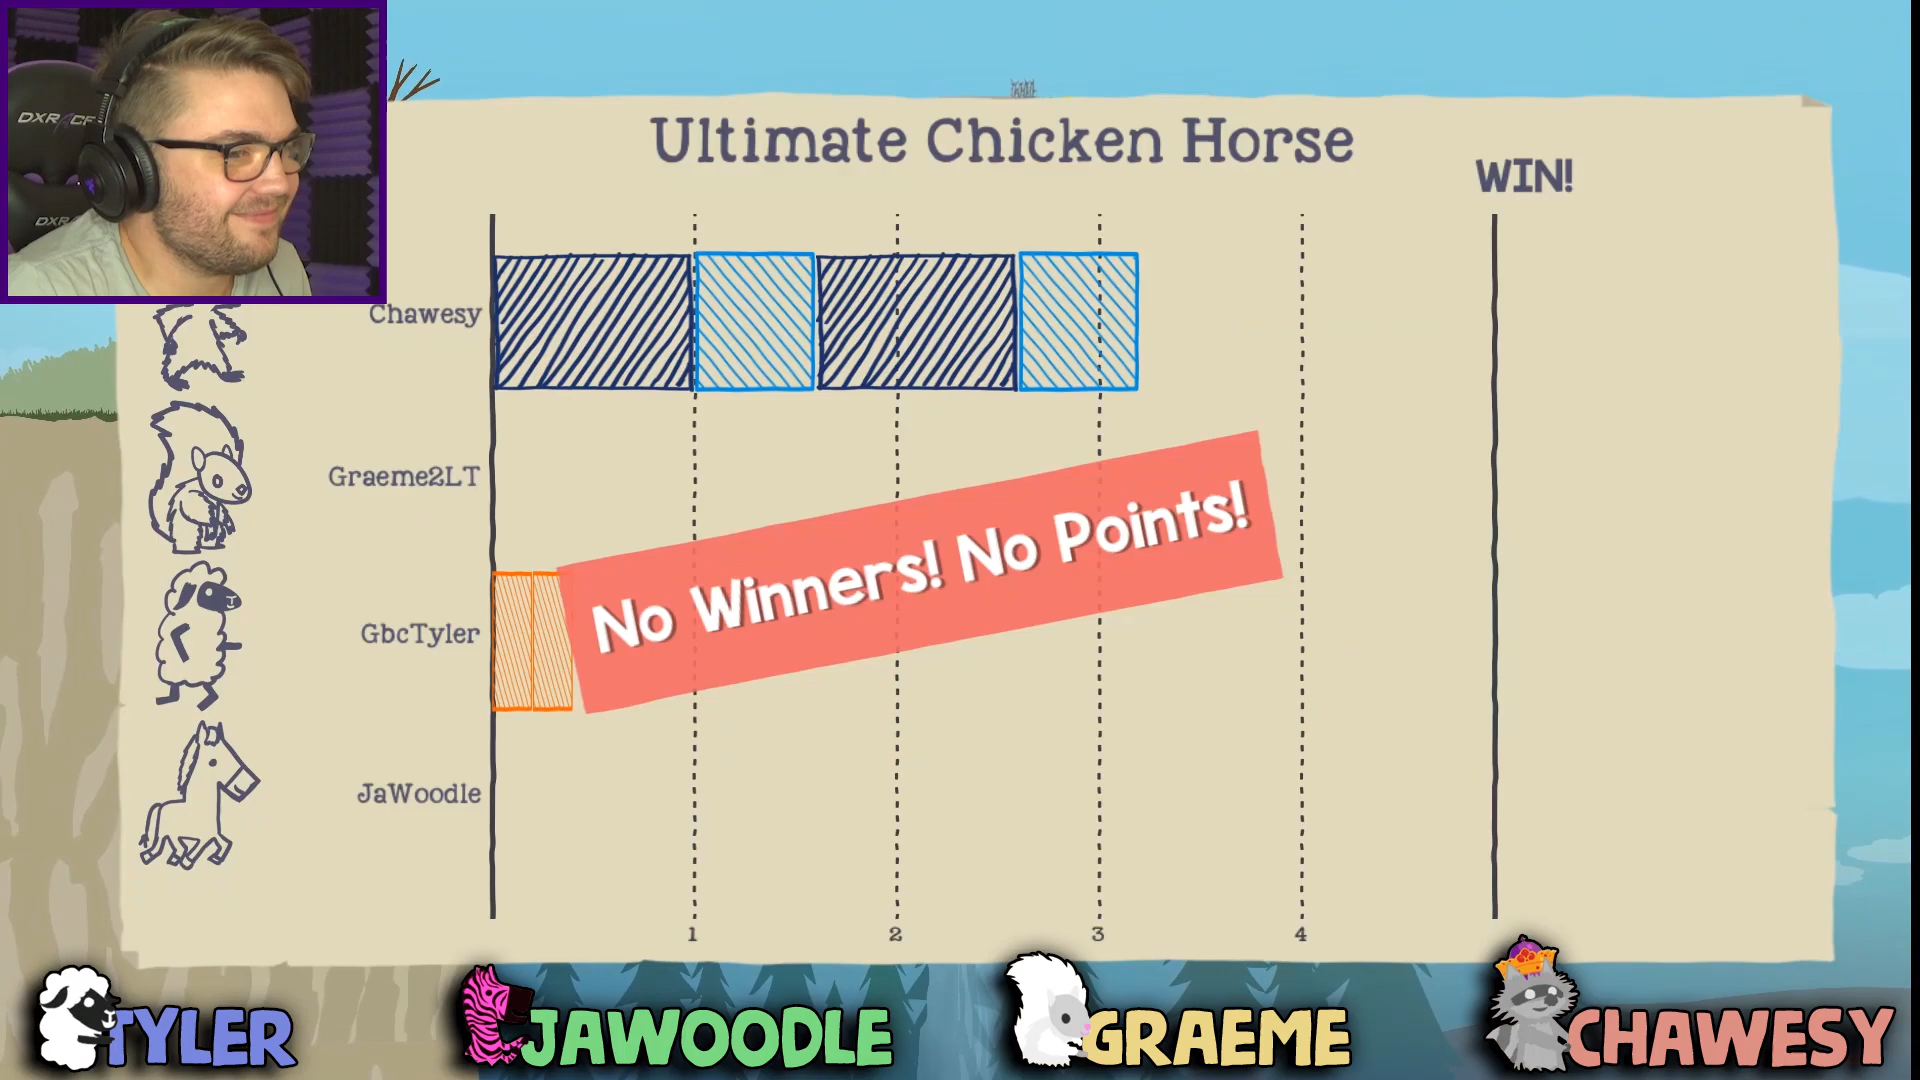 DXRACF
DXR
Ultimate Chicken Horse
WIN!
Chawesy
Graeme2LT
No Winners! No Points!
GbcTyler
JaWoodle
1 2 3 4
TYLER JAWOODLE GRAEME CHAWESY